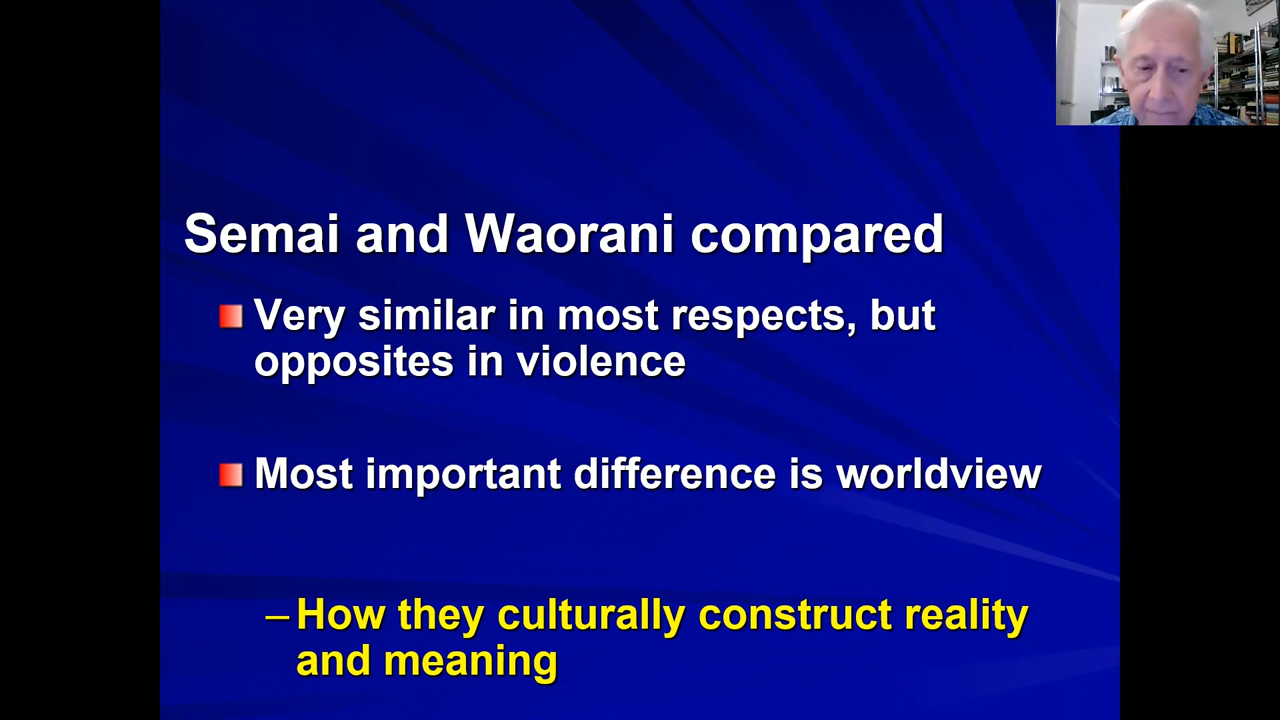 Semai and Waorani compared
Very similar in most respects, but
opposites in violence
Most important difference is worldview
– How they culturally construct reality
and meaning